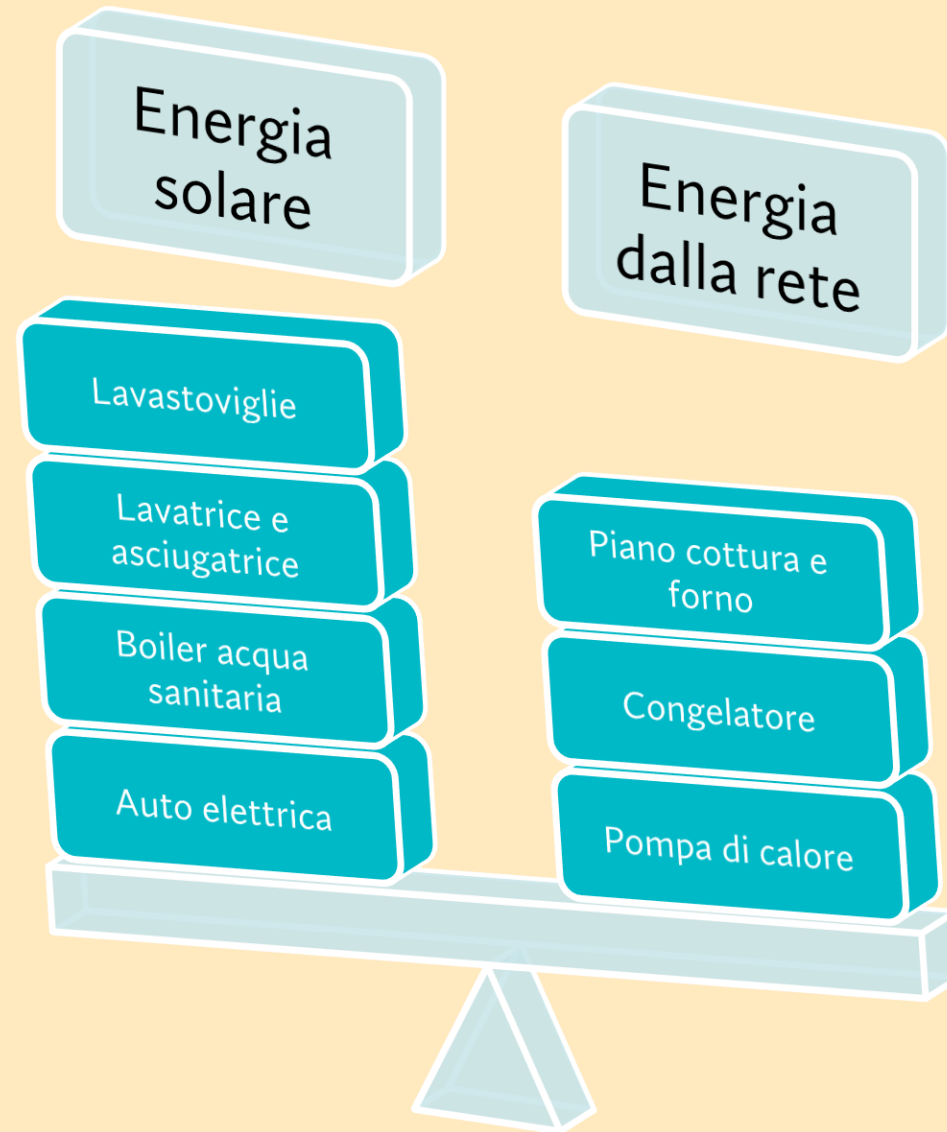 Energia
solare
Energia
dalla rete
Lavastoviglie
Lavatrice e
asciugatrice
Boiler acqua
sanitaria
Auto elettrica
Piano cottura e
forno
Congelatore
Pompa di calore